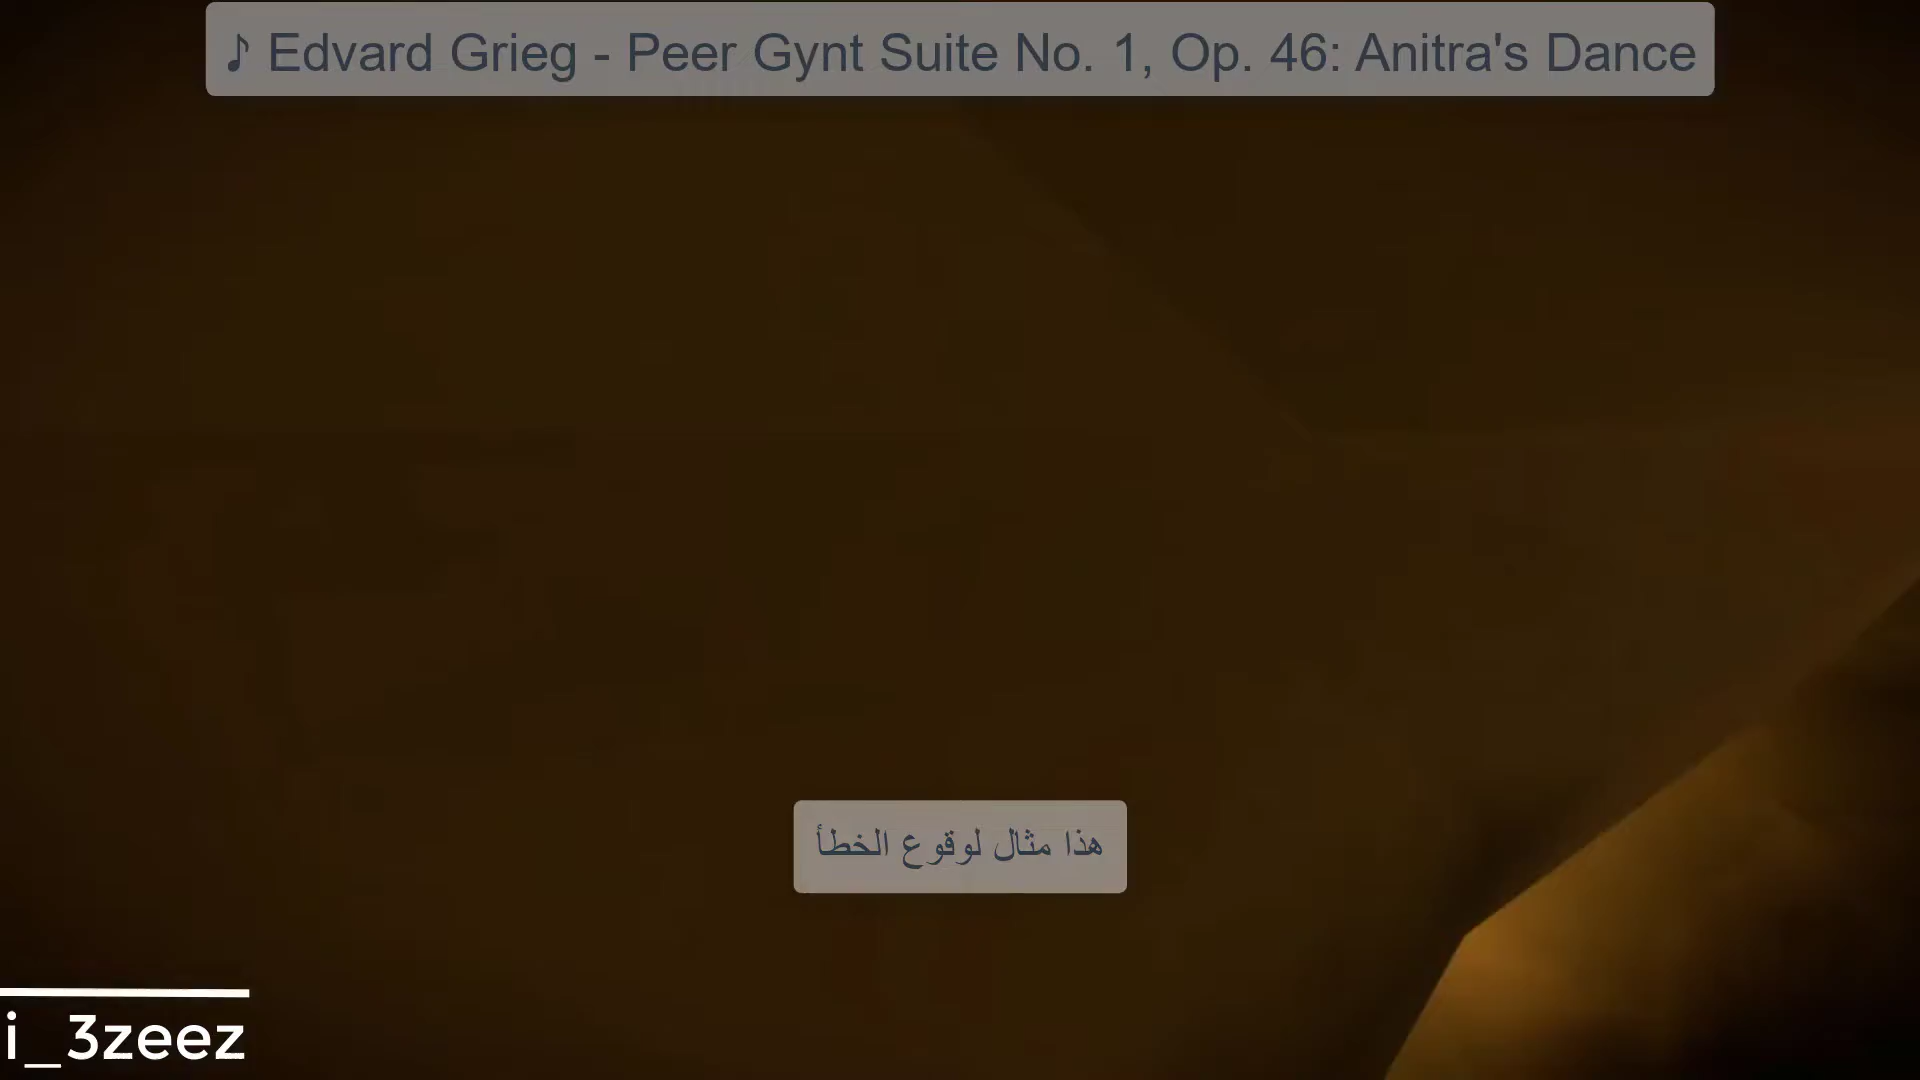 ♪ Edvard Grieg - Peer Gynt Suite No. 1, Op. 46: Anitra's Dance
هذا مثال لوقوع الخطأ
i_3zeez